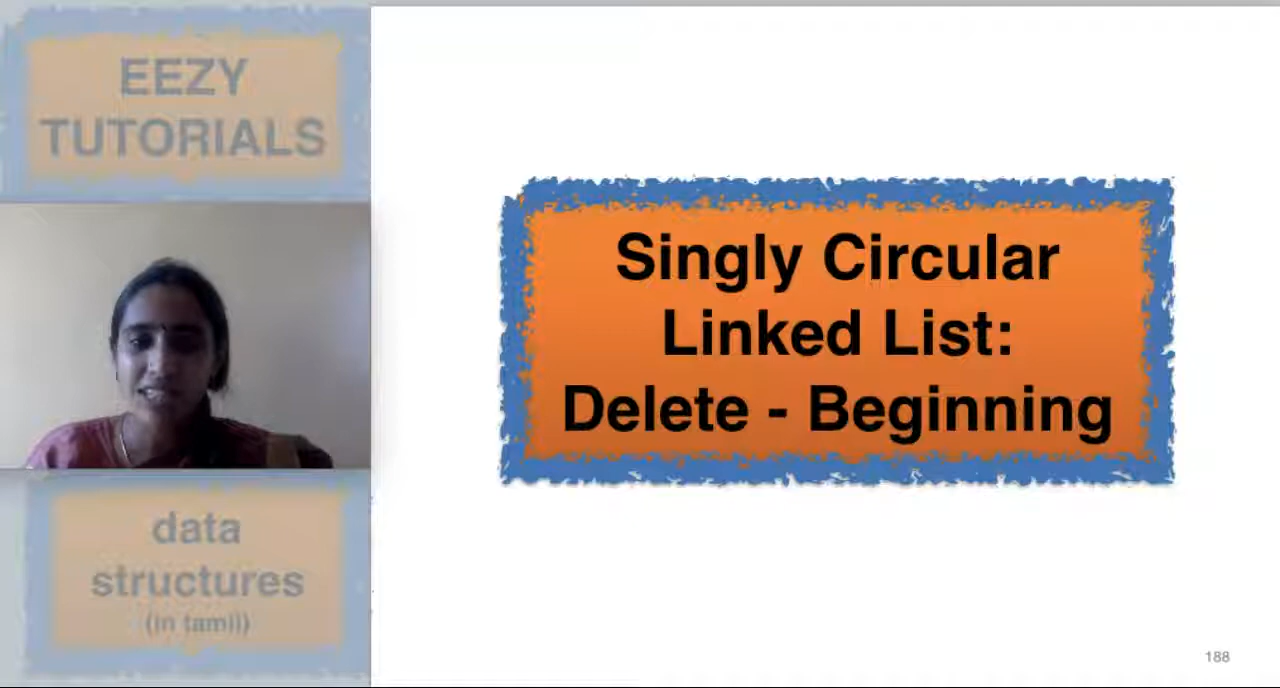 EEZY
TUTORIALS
Singly Circular
Linked List:
Delete - Beginning
data
structures
(in tamil)
188